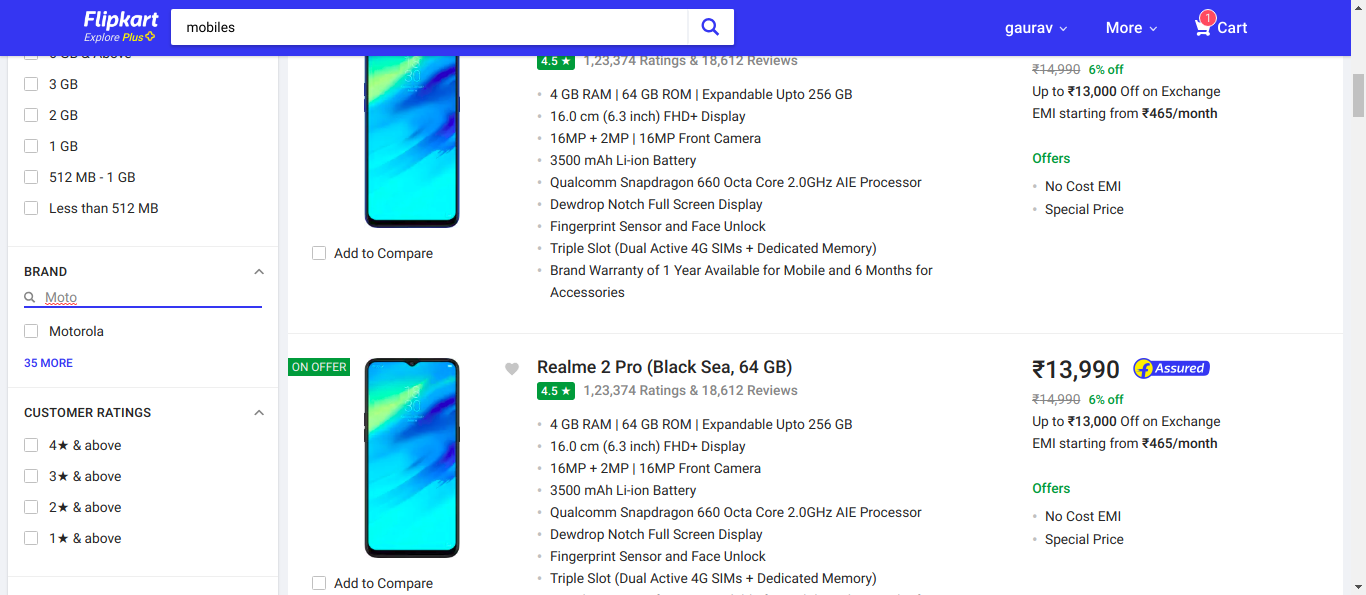 Flipkart
Explore Plus
mobiles
gaurav
More
1
Cart
3 GB
2 GB
1 GB
512 MB - 1 GB
Less than 512 MB
BRAND
Moto
Motorola
35 MORE
CUSTOMER RATINGS
4★ & above
3★ & above
2★ & above
1★ & above
4.5 ★ 1,23,374 Ratings & 18,612 Reviews
4 GB RAM | 64 GB ROM | Expandable Upto 256 GB
16.0 cm (6.3 inch) FHD+ Display
16MP + 2MP | 16MP Front Camera
3500 mAh Li-ion Battery
Qualcomm Snapdragon 660 Octa Core 2.0GHz AIE Processor
Dewdrop Notch Full Screen Display
Fingerprint Sensor and Face Unlock
Triple Slot (Dual Active 4G SIMs + Dedicated Memory)
Brand Warranty of 1 Year Available for Mobile and 6 Months for
Accessories
Add to Compare
₹14,990 6% off
Up to ₹13,000 Off on Exchange
EMI starting from ₹465/month
Offers
No Cost EMI
Special Price
ON OFFER
Realme 2 Pro (Black Sea, 64 GB)
4.5 ★ 1,23,374 Ratings & 18,612 Reviews
4 GB RAM | 64 GB ROM | Expandable Upto 256 GB
16.0 cm (6.3 inch) FHD+ Display
16MP + 2MP | 16MP Front Camera
3500 mAh Li-ion Battery
Qualcomm Snapdragon 660 Octa Core 2.0GHz AIE Processor
Dewdrop Notch Full Screen Display
Fingerprint Sensor and Face Unlock
Triple Slot (Dual Active 4G SIMs + Dedicated Memory)
Add to Compare
₹13,990 Assured
₹14,990 6% off
Up to ₹13,000 Off on Exchange
EMI starting from ₹465/month
Offers
No Cost EMI
Special Price